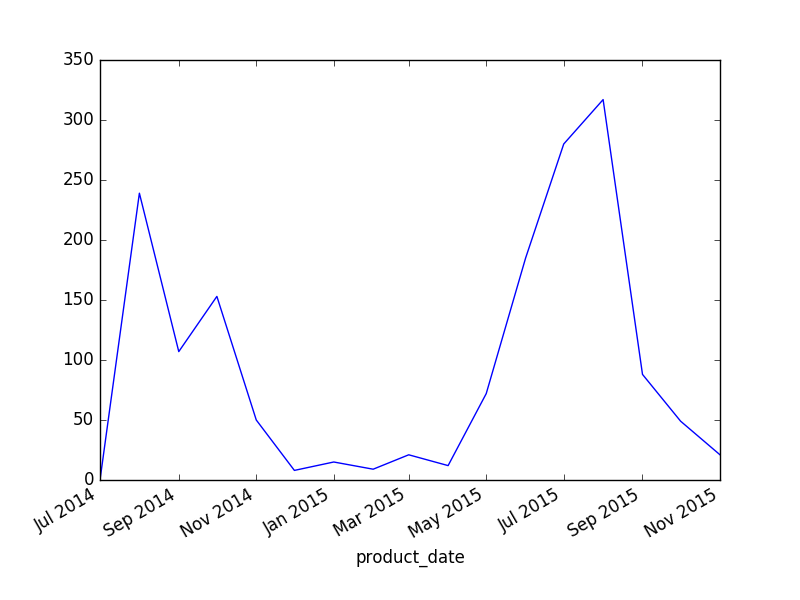 350
300
250
200
150
100
50
0
Jul 2014
Sep 2014
Nov 2014
Jan 2015
Mar 2015
May 2015
Jul 2015
Sep 2015
Nov 2015
product_date